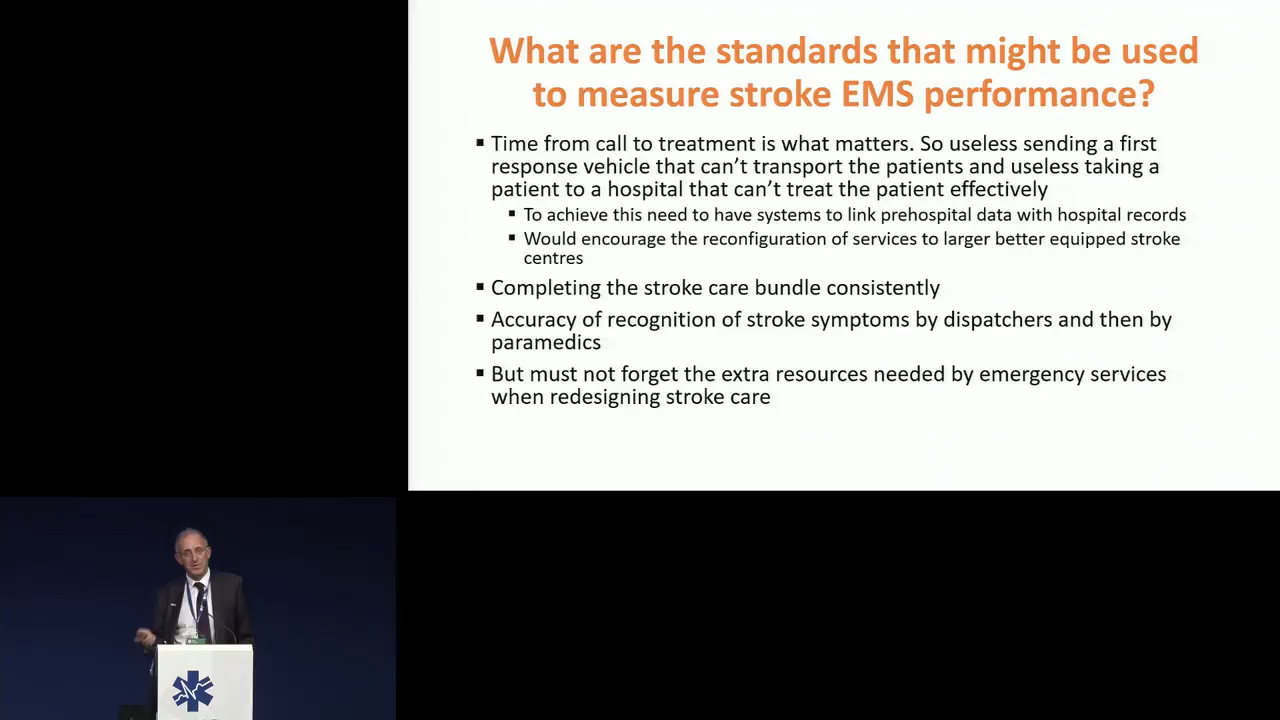 What are the standards that might be used
to measure stroke EMS performance?
▪ Time from call to treatment is what matters. So useless sending a first
response vehicle that can't transport the patients and useless taking a
patient to a hospital that can't treat the patient effectively
▪ To achieve this need to have systems to link prehospital data with hospital records
▪ Would encourage the reconfiguration of services to larger better equipped stroke
centres
▪ Completing the stroke care bundle consistently
▪ Accuracy of recognition of stroke symptoms by dispatchers and then by
paramedics
▪ But must not forget the extra resources needed by emergency services
when redesigning stroke care